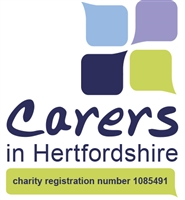 Carers
in Hertfordshire
charity registration number 1085491